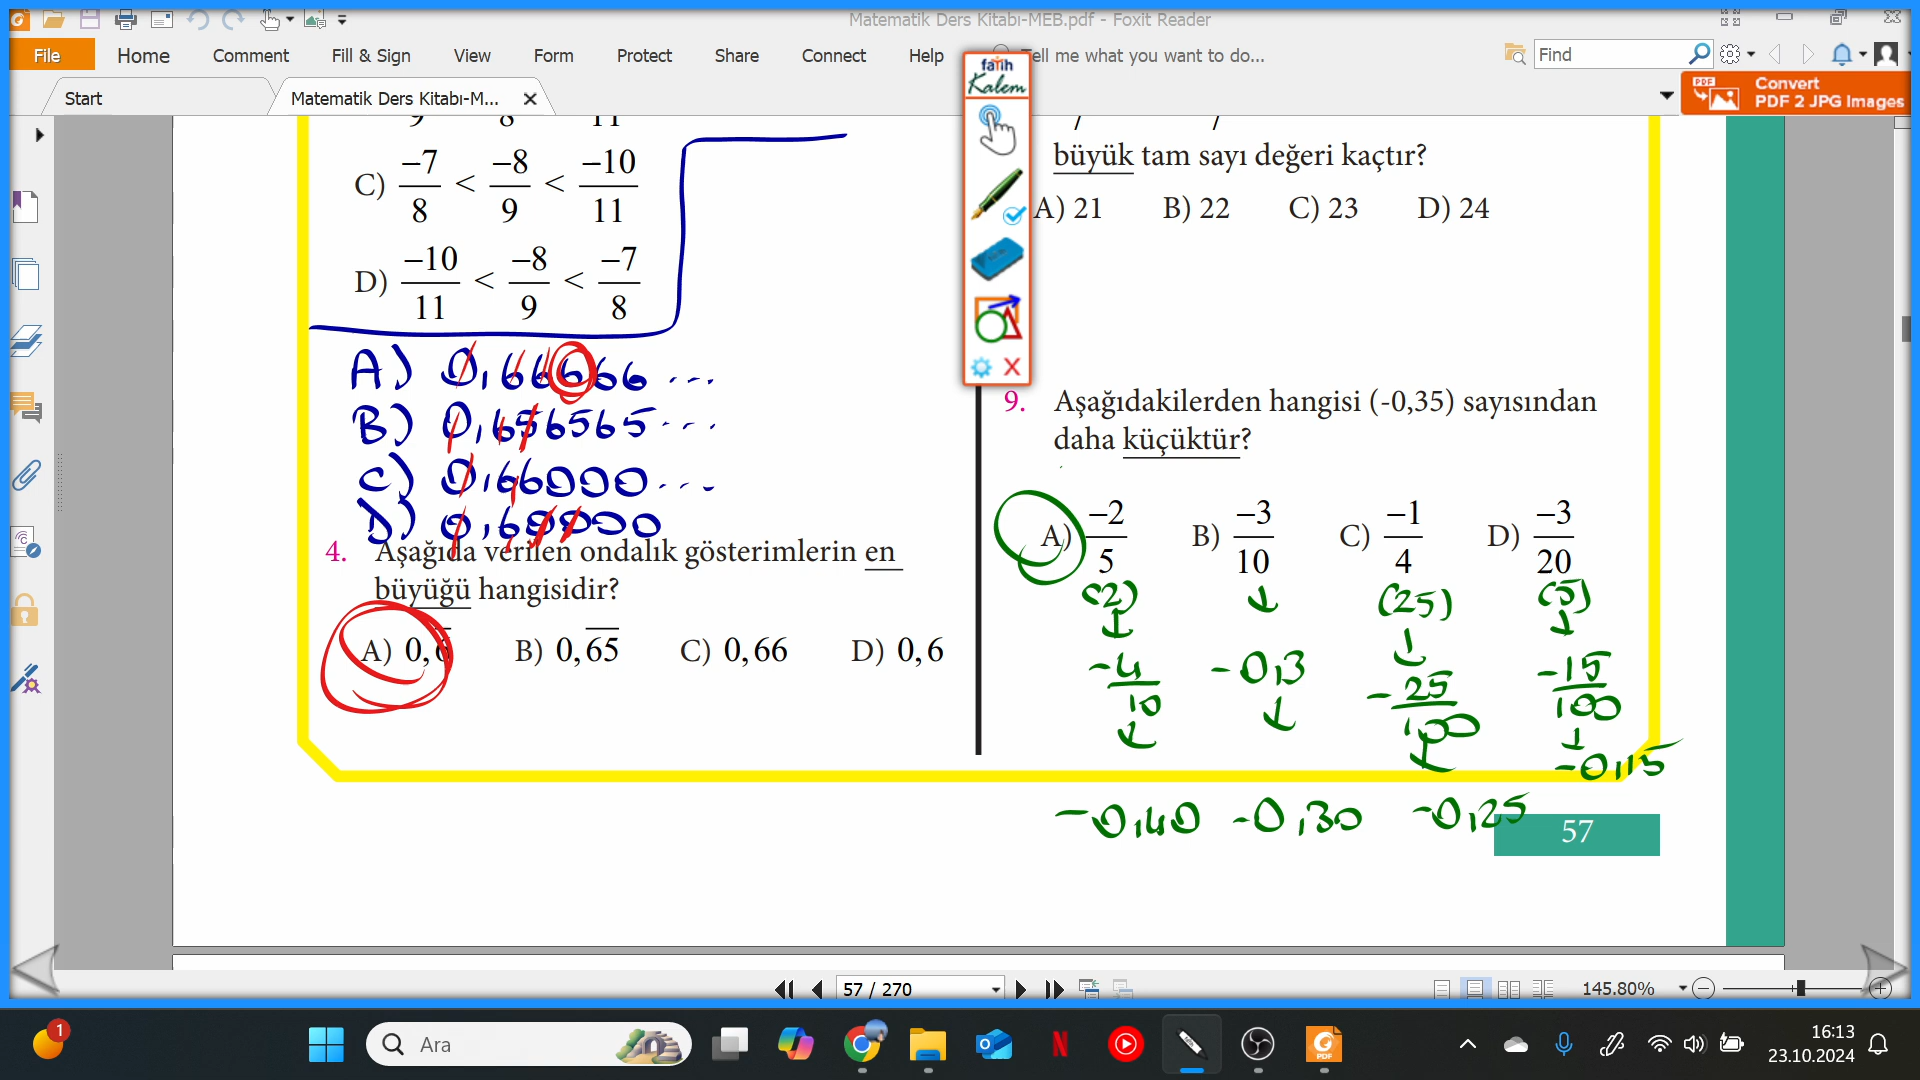 Matematik Ders Kitabı-MEB.pdf - Foxit Reader
File Home Comment Fill & Sign View Form Protect Share Connect Help Tell me what you want to do... Find
fatih
Kalem
Start Matematik Ders Kitabı-M...
Convert
PDF 2 JPG Images
C) -7/8 < -8/9 < -10/11
D) -10/11 < -8/9 < -7/8
A) 0,66666 ...
B) 0,656565...
C) 0,66000...
D) 0,60000
4. Aşağıda verilen ondalık gösterimlerin en
büyüğü hangisidir?
A) 0,6̅ B) 0,6̅5̅ C) 0,66 D) 0,6
büyük tam sayı değeri kaçtır?
A) 21 B) 22 C) 23 D) 24
9. Aşağıdakilerden hangisi (-0,35) sayısından
daha küçüktür?
A) -2/5 B) -3/10 C) -1/4 D) -3/20
(2) ↓ (25) (5)
↓ ↓ ↓
-4/10 -0,3 -25/100 -15/100
↓ ↓ ↓ ↓
-0,15
-0,40 -0,30 -0,25
57
57 / 270
145.80%
1
Ara
16:13
23.10.2024